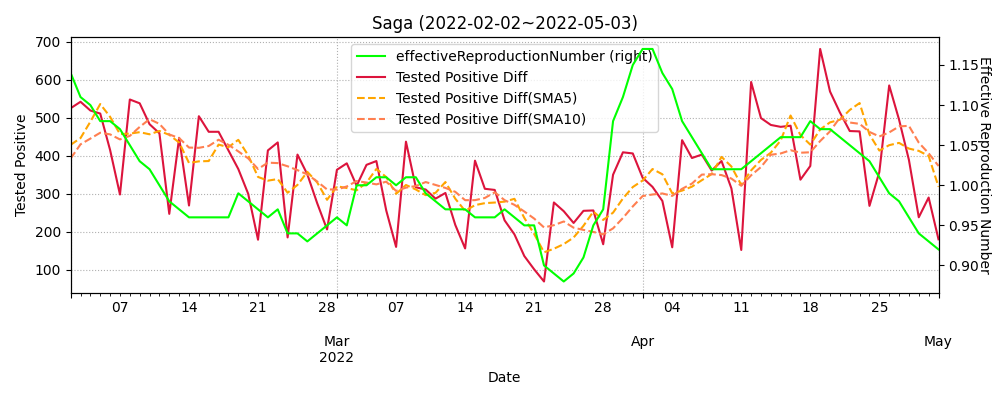 Saga (2022-02-02~2022-05-03)
effectiveReproductionNumber (right)
Tested Positive Diff
Tested Positive Diff(SMA5)
Tested Positive Diff(SMA10)
Tested Positive
700
600
500
400
300
200
100
1.15
1.10
1.05
1.00
0.95
0.90
Effective Reproduction Number
07 14 21 28 07 14 21 28 04 11 18 25
Mar Apr May
2022
Date